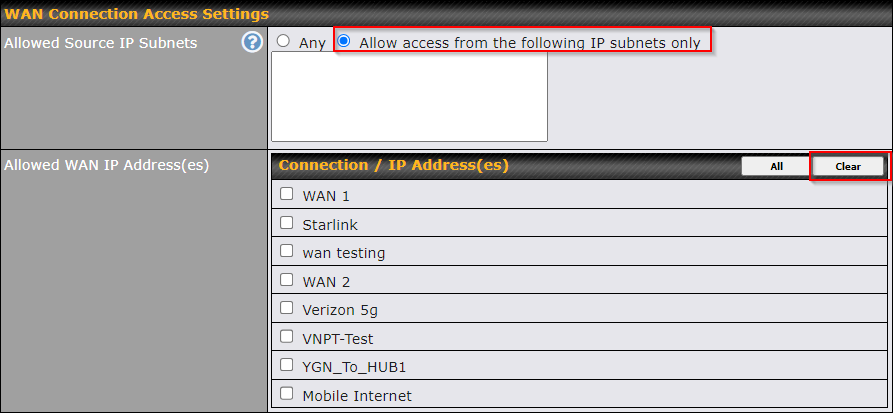 WAN Connection Access Settings
Allowed Source IP Subnets ? Any Allow access from the following IP subnets only
Allowed WAN IP Address(es) Connection / IP Address(es) All Clear
WAN 1
Starlink
wan testing
WAN 2
Verizon 5g
VNPT-Test
YGN_To_HUB1
Mobile Internet